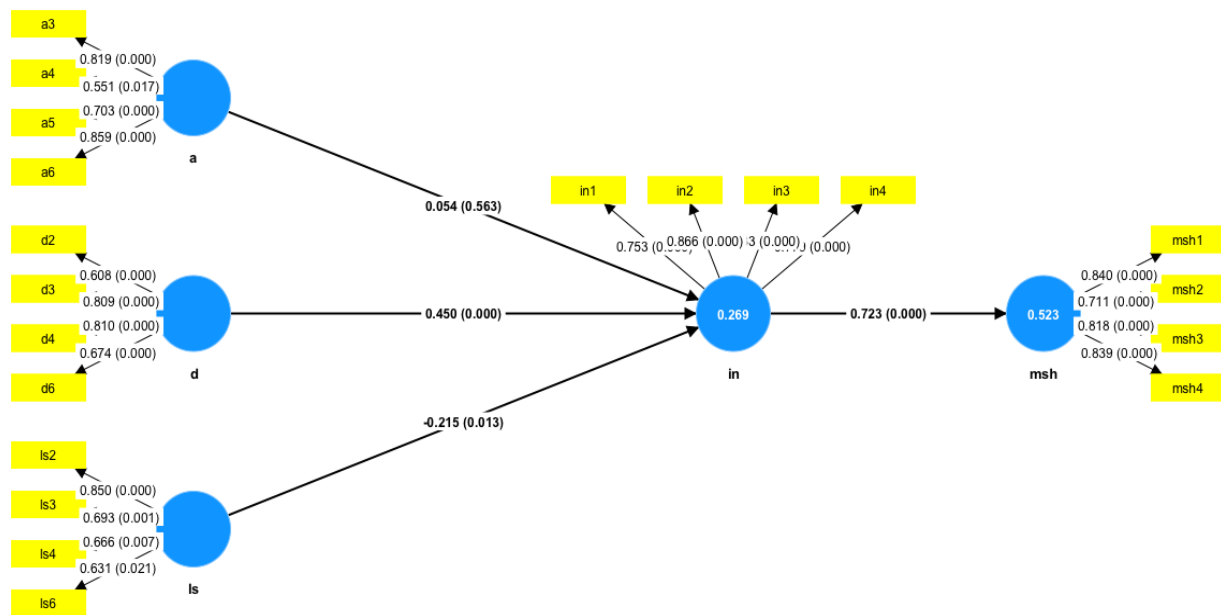 a3
0.819 (0.000)
a4
0.551 (0.017)
a5
0.703 (0.000)
0.859 (0.000)
a6
a
0.054 (0.563)
in1
in2
in3
in4
0.753
0.866 (0.000)
(0.000)
(0.000)
d2
0.608 (0.000)
d3
0.809 (0.000)
d4
0.810 (0.000)
0.674 (0.000)
d6
d
0.450 (0.000)
0.269
in
0.723 (0.000)
0.523
msh
msh1
0.840 (0.000)
msh2
0.711 (0.000)
0.818 (0.000)
msh3
0.839 (0.000)
msh4
-0.215 (0.013)
ls2
0.850 (0.000)
ls3
0.693 (0.001)
0.666 (0.007)
ls4
0.631 (0.021)
ls6
ls